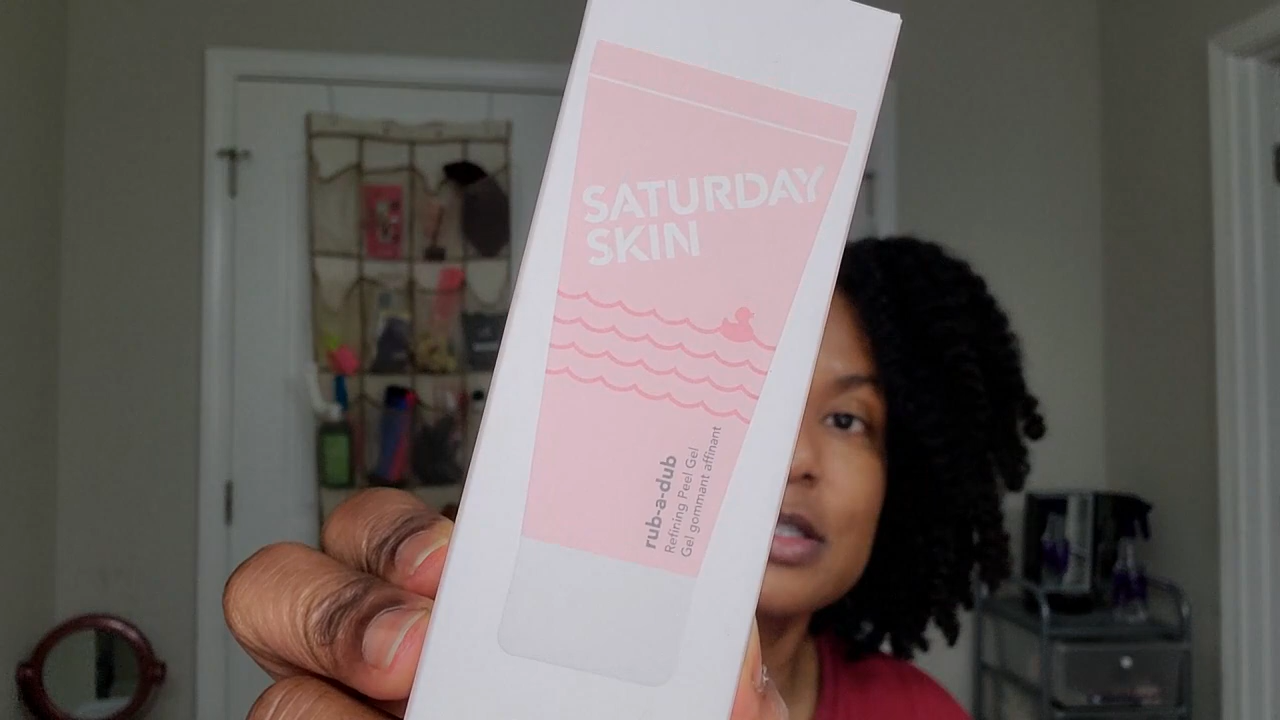 SATURDAY
SKIN
rub-a-dub
Refining Peel Gel
Gel gommant affinant